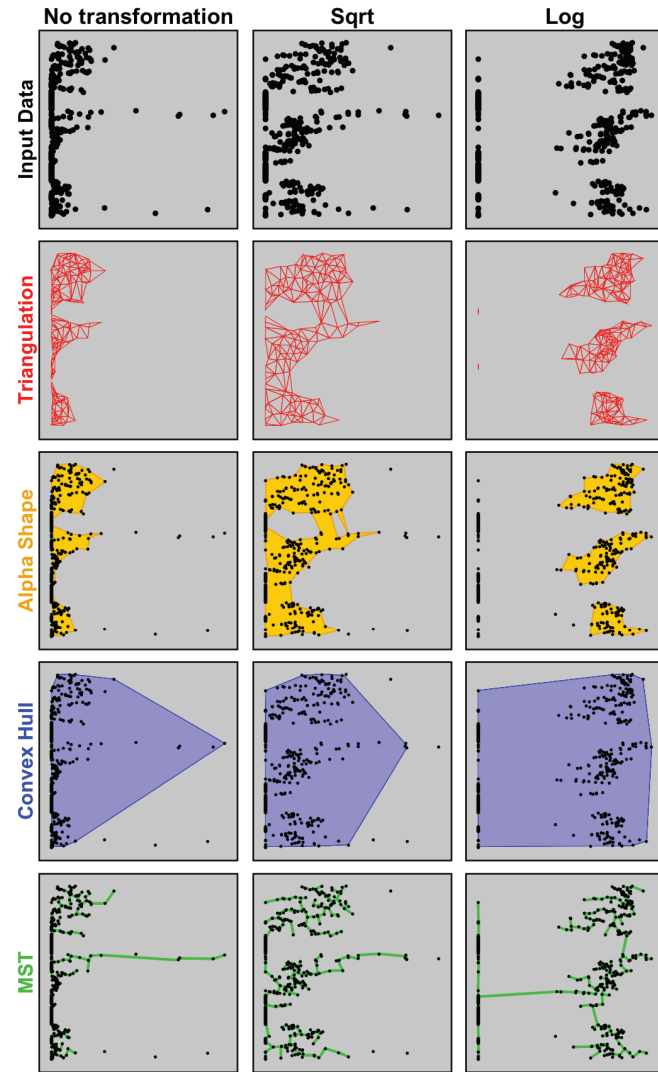 No transformation Sqrt Log
Input Data
Triangulation
Alpha Shape
Convex Hull
MST